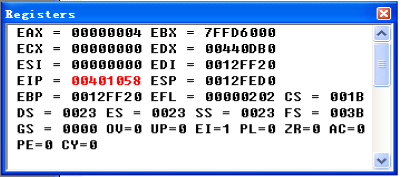 Registers
EAX = 00000004 EBX = 7FFD6000
ECX = 00000000 EDX = 00440DB0
ESI = 00000000 EDI = 0012FF20
EIP = 00401058 ESP = 0012FED0
EBP = 0012FF20 EFL = 00000202 CS = 001B
DS = 0023 ES = 0023 SS = 0023 FS = 003B
GS = 0000 OV=0 UP=0 EI=1 PL=0 ZR=0 AC=0
PE=0 CY=0